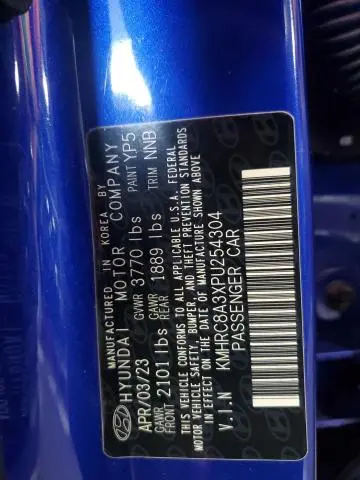 MANUFACTURED IN KOREA BY
HYUNDAI MOTOR COMPANY
APR/03/23 GVWR 3770 lbs PAINT YP5
GAWR FRONT 2101 lbs GAWR REAR 1889 lbs TRIM NNB
THIS VEHICLE CONFORMS TO ALL APPLICABLE U.S.A. FEDERAL
MOTOR VEHICLE SAFETY, BUMPER, AND THEFT PREVENTION STANDARDS
IN EFFECT ON THE DATE OF MANUFACTURE SHOWN ABOVE
V.I.N KMHRC8A3XPU254304
PASSENGER CAR